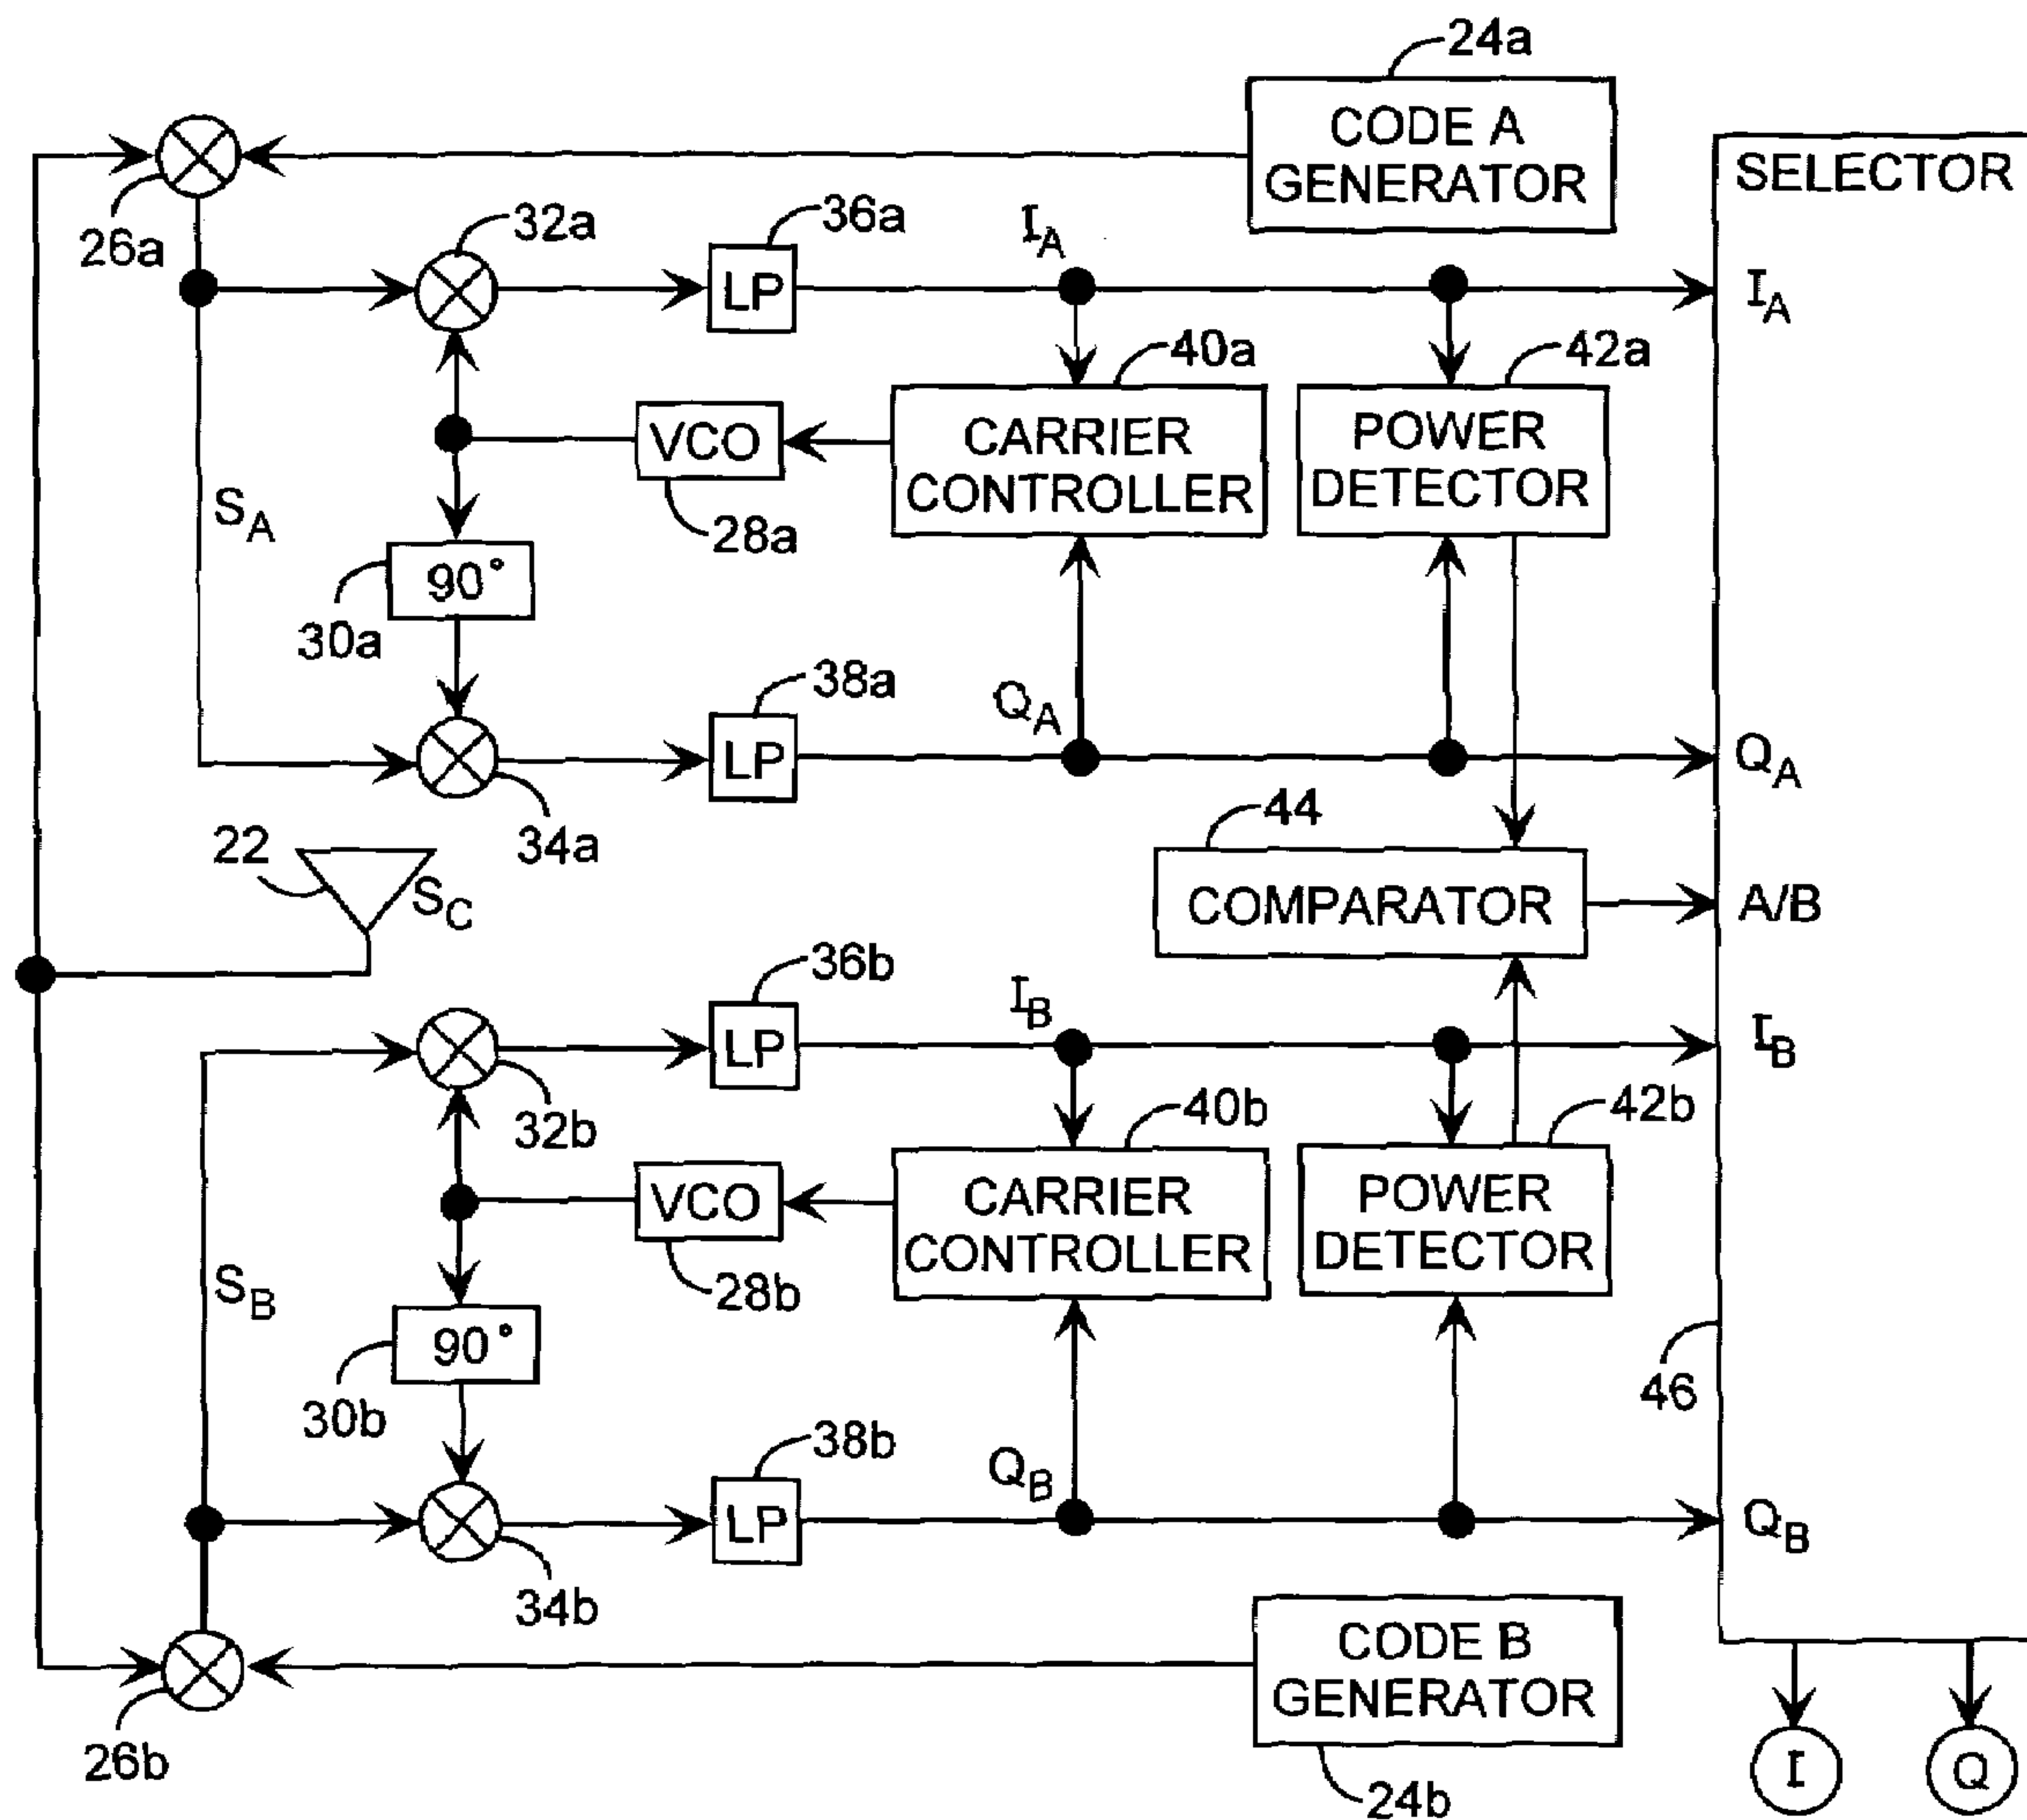 24a
CODE A
GENERATOR
SELECTOR
26a
32a
36a
I_A
I_A
40a
42a
VCO
CARRIER
CONTROLLER
POWER
DETECTOR
LP
28a
S_A
90°
30a
38a
Q_A
LP
Q_A
34a
44
22
S_C
COMPARATOR
A/B
36b
I_B
LP
I_B
32b
40b
42b
VCO
CARRIER
CONTROLLER
POWER
DETECTOR
28b
S_B
90°
30b
46
38b
Q_B
LP
Q_B
34b
CODE B
GENERATOR
26b
24b
I
Q